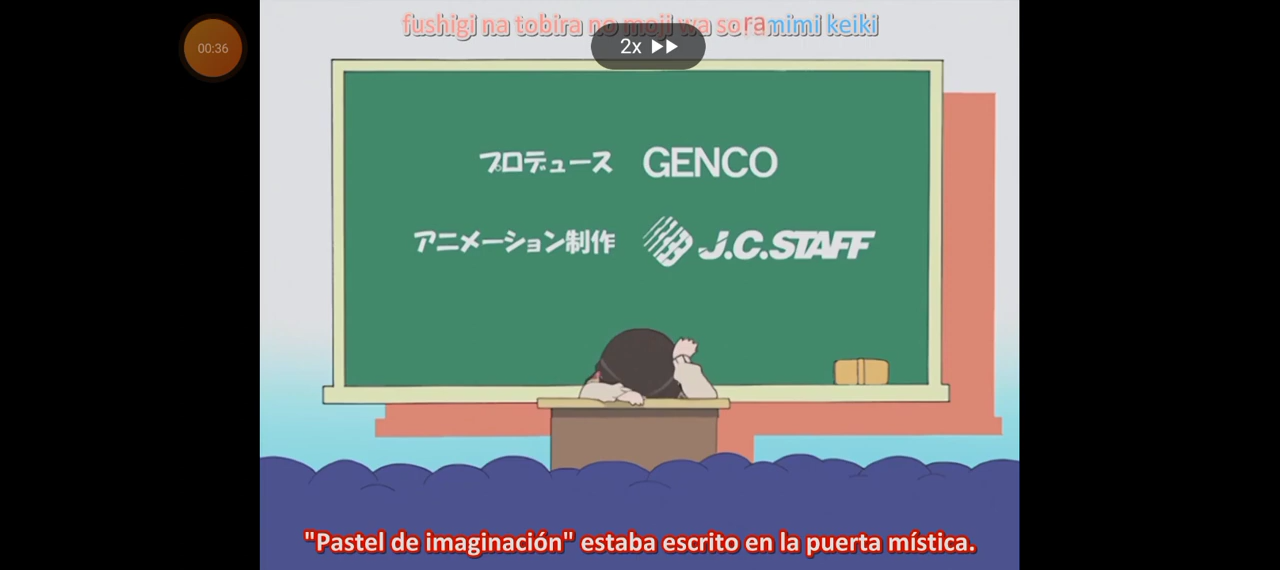 fushigi na tobira no moji wa soramimi keiki
00:36
2x
プロデュース GENCO
アニメーション制作 J.C.STAFF
"Pastel de imaginación" estaba escrito en la puerta mística.